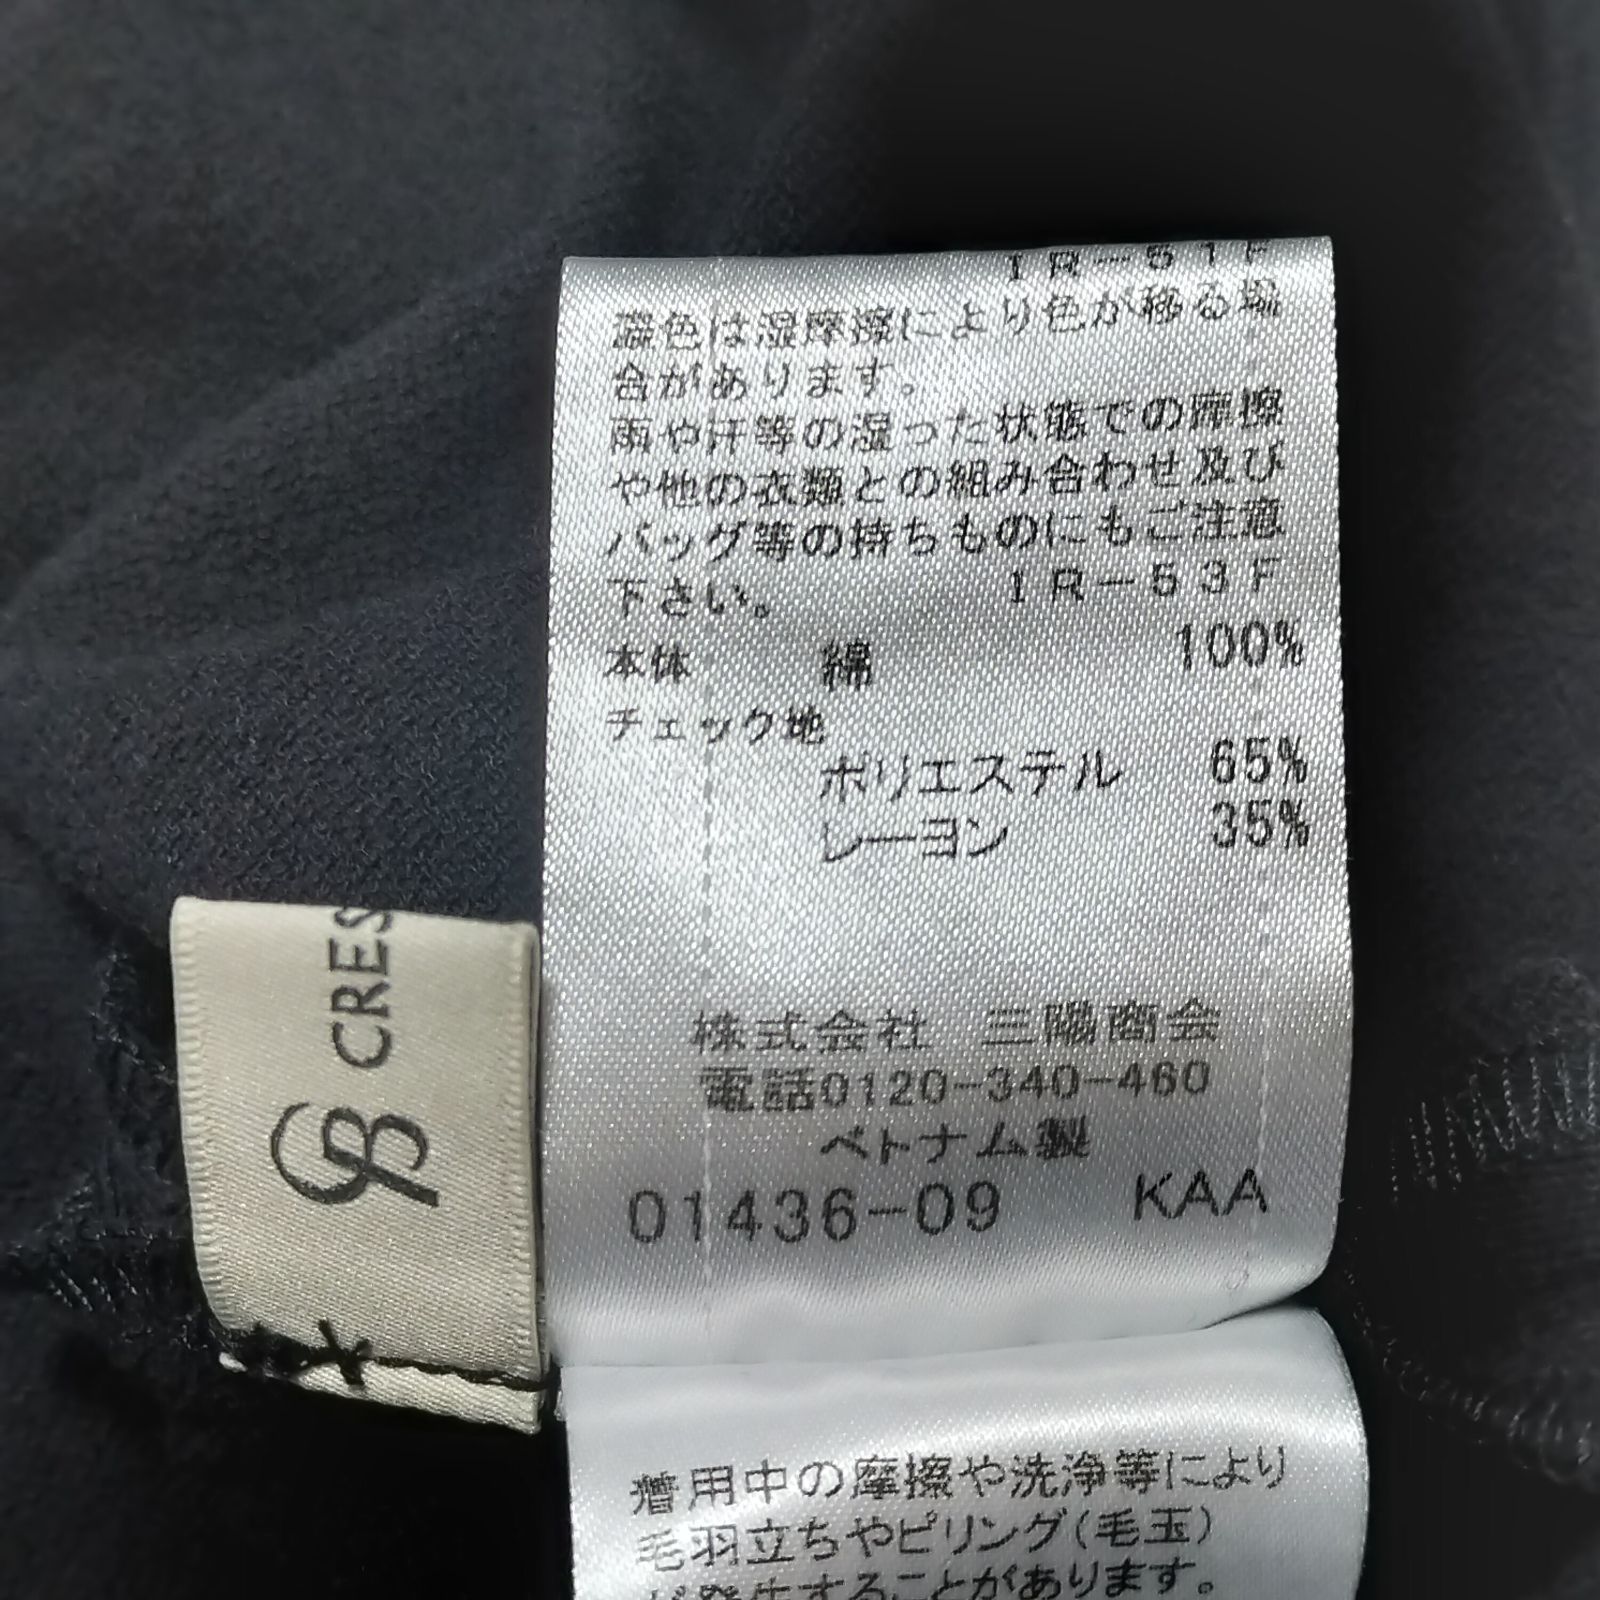 IR-51F
濃色は湿摩擦により色が移る場
合があります。
雨や汗等の湿った状態での摩擦
や他の衣類との組み合わせ及び
バッグ等の持ちものにもご注意
下さい。 IR-53F
本体 綿 100%
チェック地
ポリエステル 65%
レーヨン 35%
株式会社 三陽商会
電話0120-340-460
ベトナム製
01436-09 KAA
CB CRES
着用中の摩擦や洗浄等により
毛羽立ちやピリング(毛玉)
が発生することがあります。